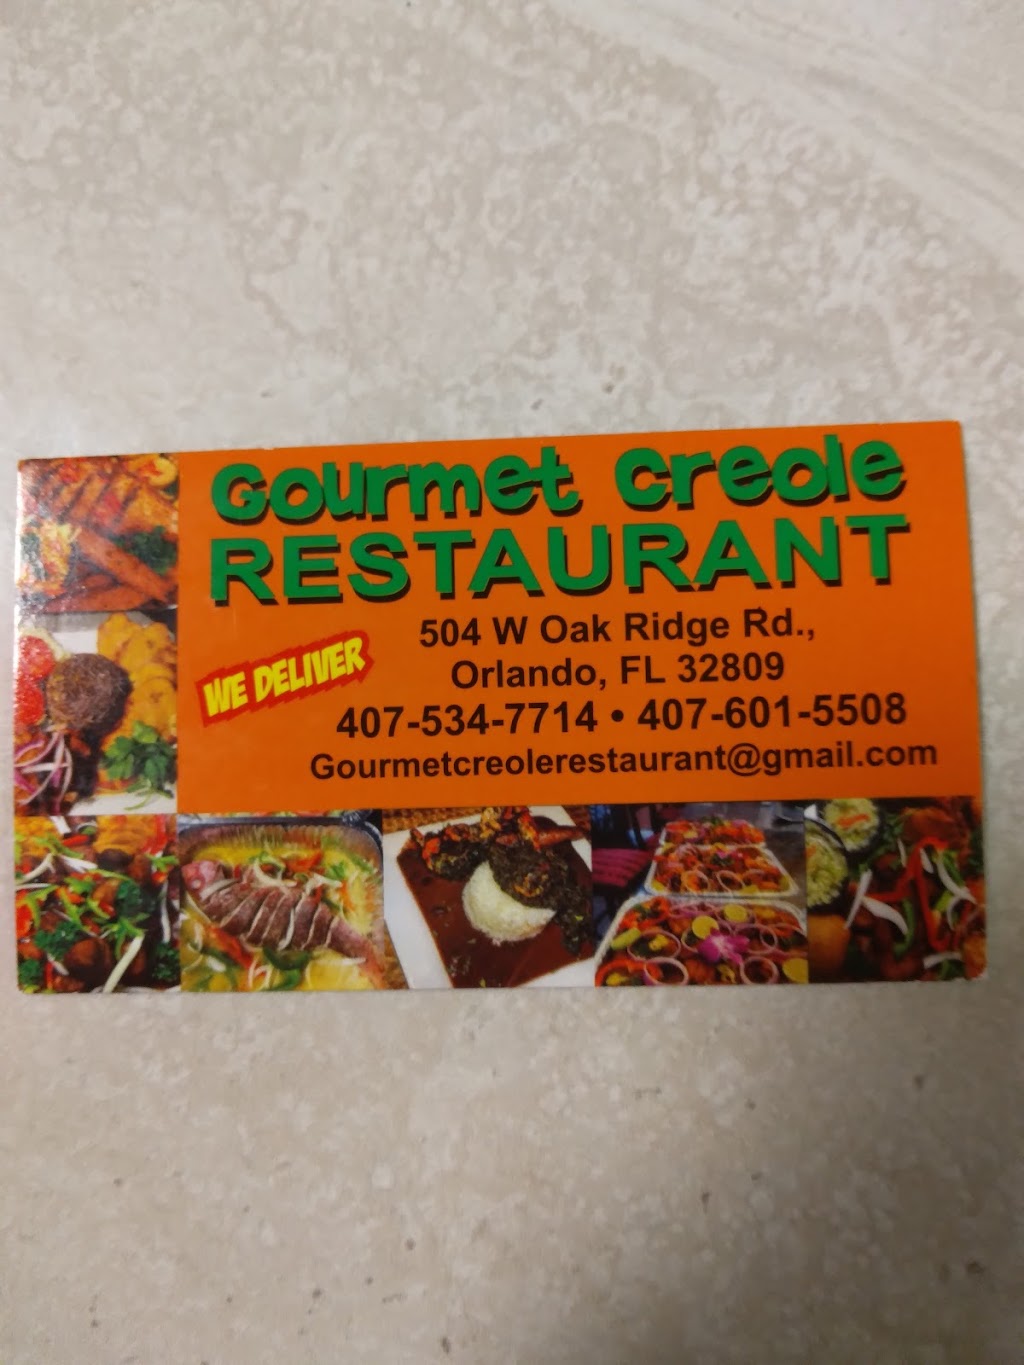 Gourmet Creole
RESTAURANT
504 W Oak Ridge Rd.,
Orlando, FL 32809
WE DELIVER
407-534-7714 • 407-601-5508
Gourmetcreolerestaurant@gmail.com